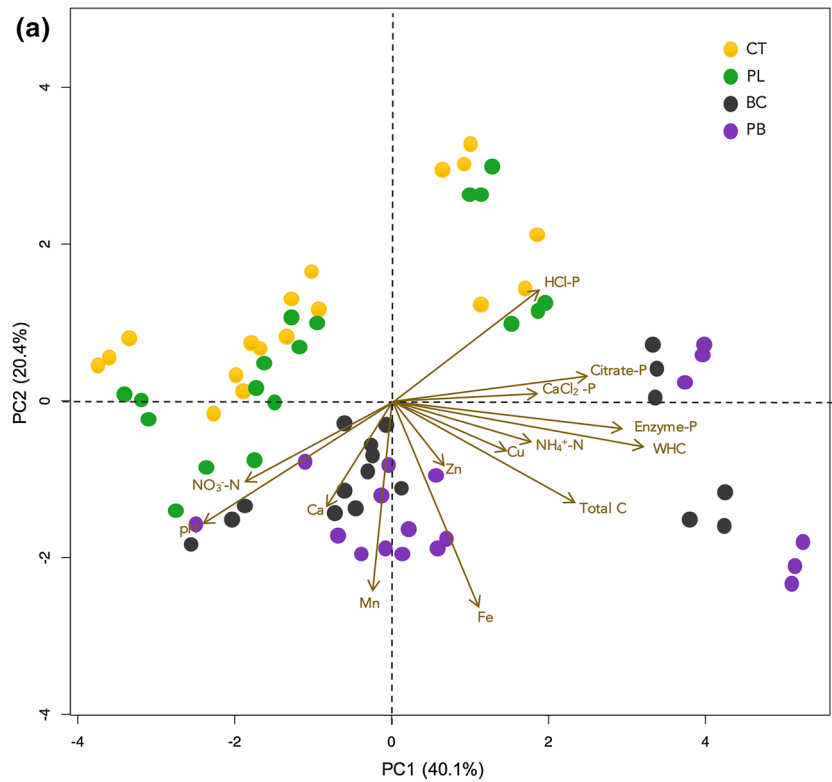 (a)
CT
PL
BC
PB
4
2
0
-2
-4
PC2 (20.4%)
HCl-P
Citrate-P
CaCl₂ -P
Enzyme-P
WHC
NH₄⁺-N
Cu
Zn
Total C
NO₃⁻-N
pH
Ca
Mn
Fe
-4 -2 0 2 4
PC1 (40.1%)